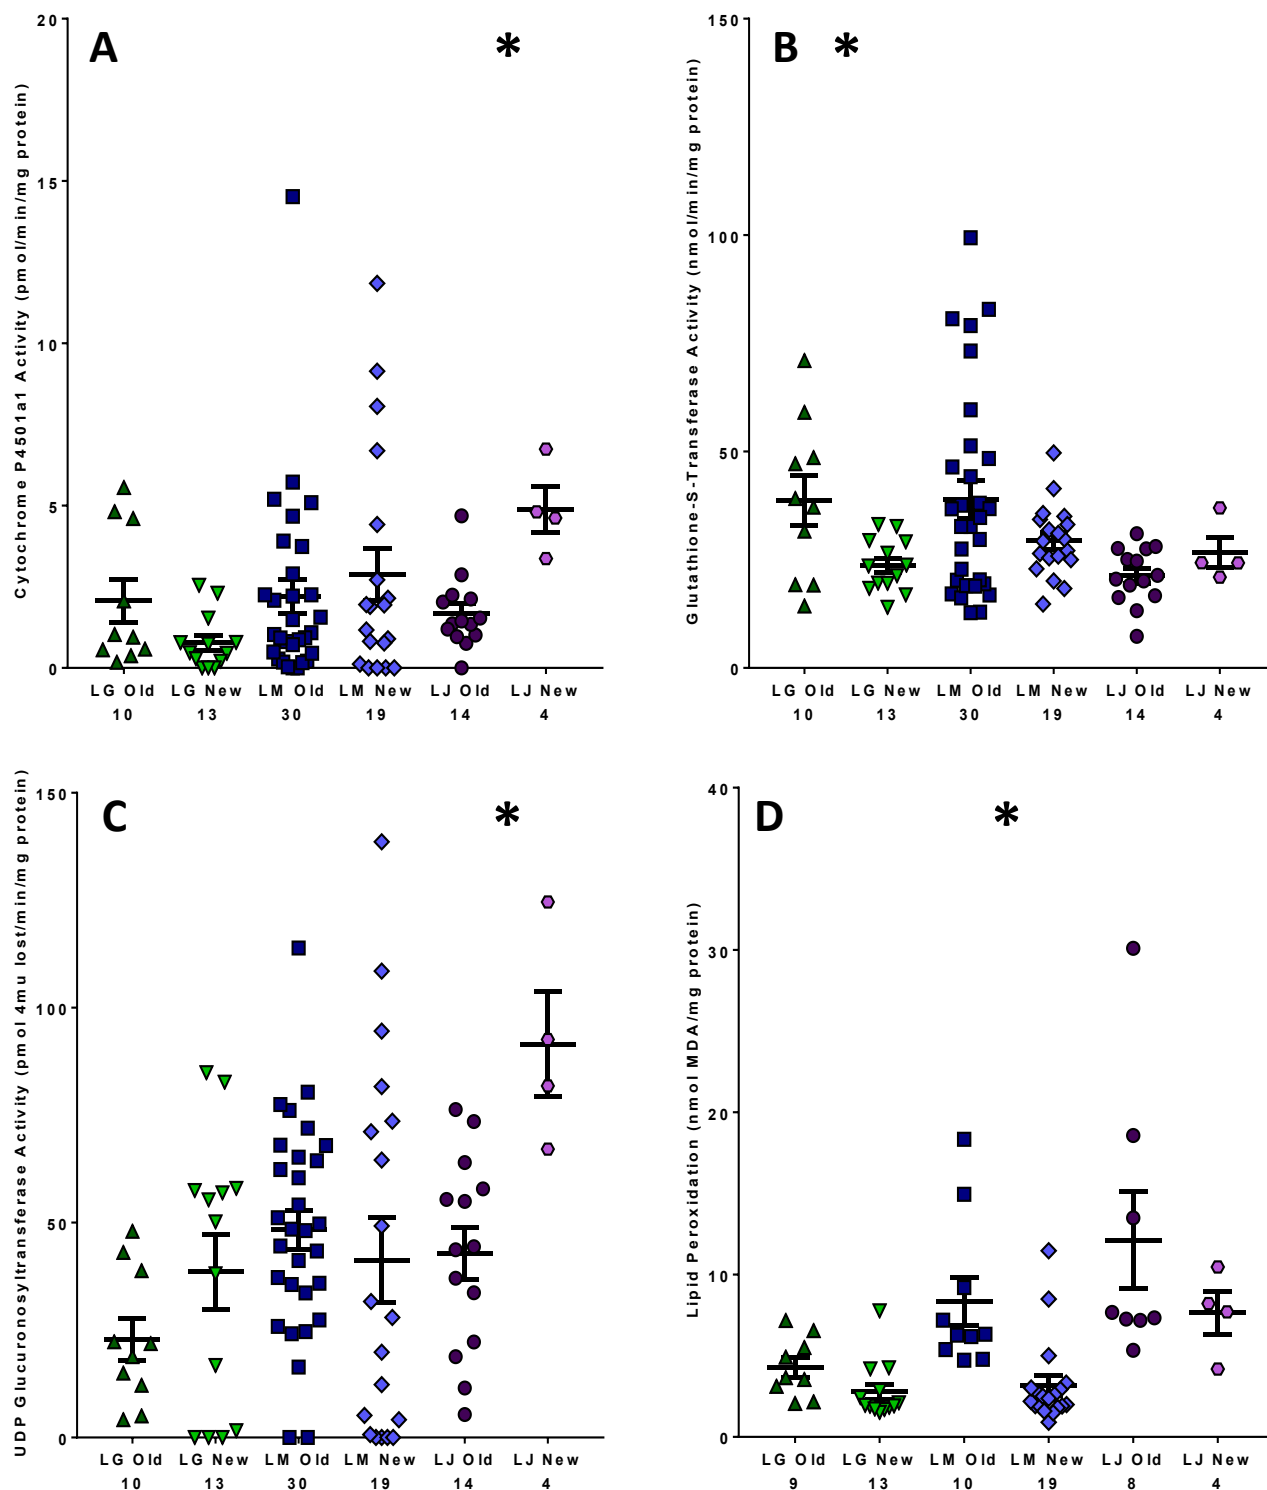 A
*
Cytochrome P4501a1 Activity (pmol/min/mg protein)
20
15
10
5
0
LG Old
LG New
LM Old
LM New
LJ Old
LJ New
10
13
30
19
14
4
B
*
Glutathione-S-Transferase Activity (nmol/min/mg protein)
150
100
50
0
LG Old
LG New
LM Old
LM New
LJ Old
LJ New
10
13
30
19
14
4
C
*
UDP Glucuronosyltransferase Activity (pmol 4mu lost/min/mg protein)
150
100
50
0
LG Old
LG New
LM Old
LM New
LJ Old
LJ New
10
13
30
19
14
4
D
*
Lipid Peroxidation (nmol MDA/mg protein)
40
30
20
10
0
LG Old
LG New
LM Old
LM New
LJ Old
LJ New
9
13
10
19
8
4